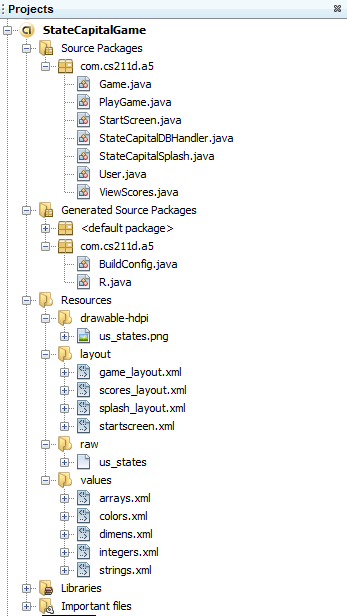 Projects
StateCapitalGame
Source Packages
com.cs211d.a5
Game.java
PlayGame.java
StartScreen.java
StateCapitalDBHandler.java
StateCapitalSplash.java
User.java
ViewScores.java
Generated Source Packages
<default package>
com.cs211d.a5
BuildConfig.java
R.java
Resources
drawable-hdpi
us_states.png
layout
game_layout.xml
scores_layout.xml
splash_layout.xml
startscreen.xml
raw
us_states
values
arrays.xml
colors.xml
dimens.xml
integers.xml
strings.xml
Libraries
Important files